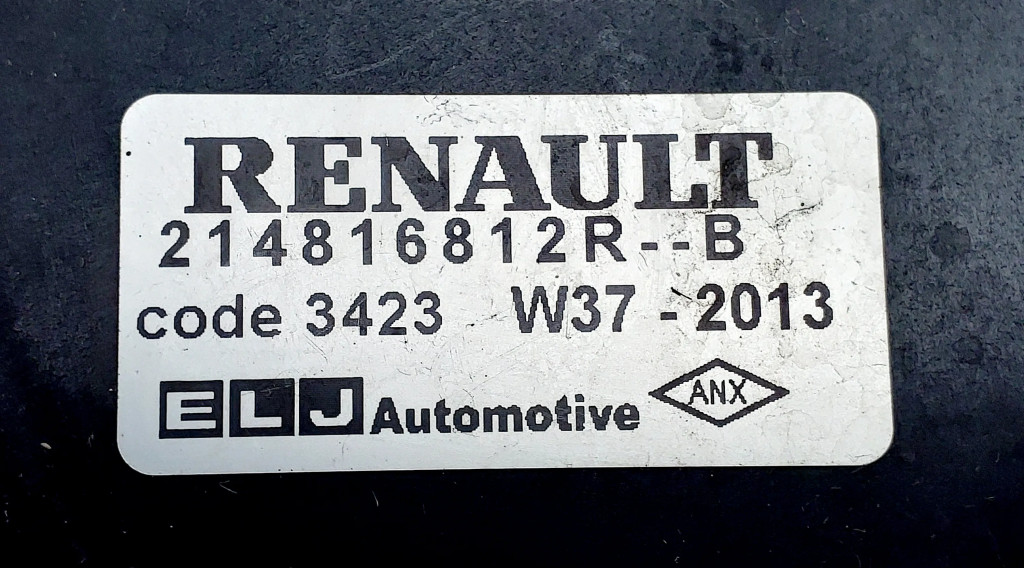 RENAULT
214816812R--B
code 3423 W37 - 2013
ELJ Automotive ANX